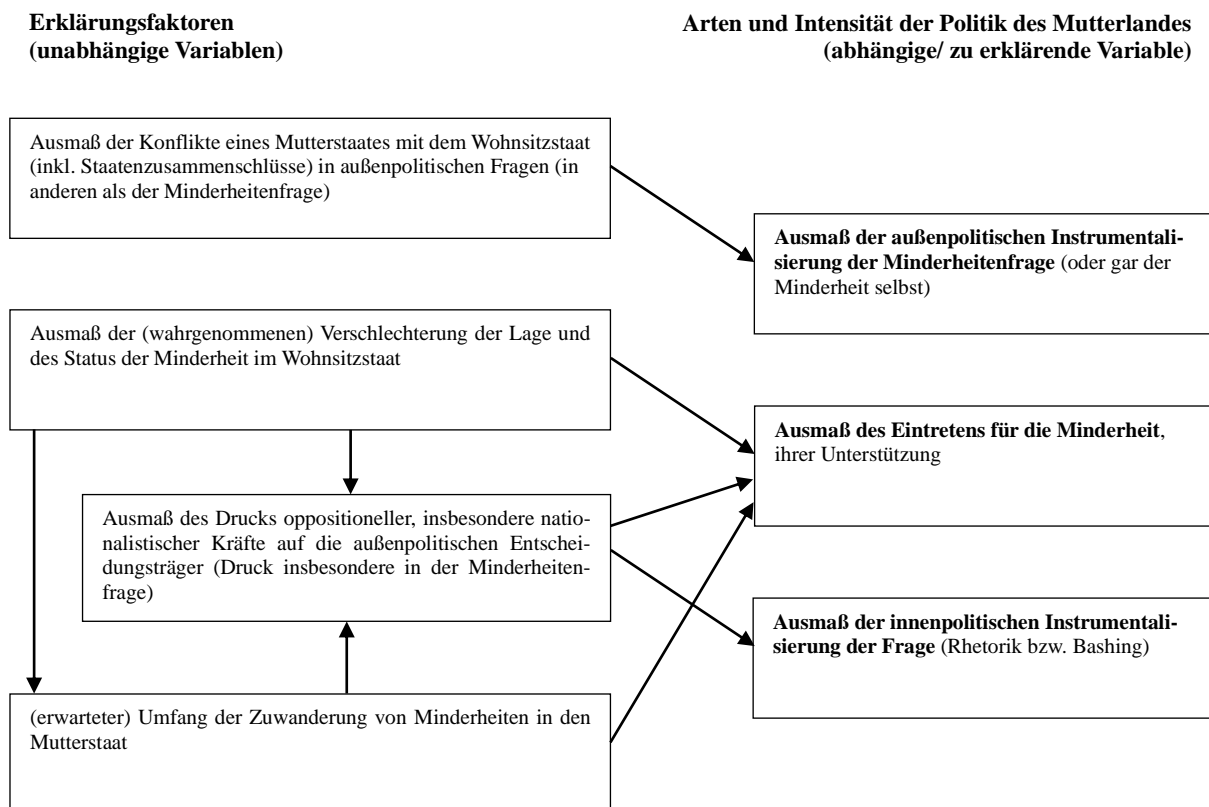 Erklärungsfaktoren
(unabhängige Variablen)
Arten und Intensität der Politik des Mutterlandes
(abhängige/ zu erklärende Variable)
Ausmaß der Konflikte eines Mutterstaates mit dem Wohnsitzstaat
(inkl. Staatenzusammenschlüsse) in außenpolitischen Fragen (in
anderen als der Minderheitenfrage)
Ausmaß der außenpolitischen Instrumentali-
sierung der Minderheitenfrage (oder gar der
Minderheit selbst)
Ausmaß der (wahrgenommenen) Verschlechterung der Lage und
des Status der Minderheit im Wohnsitzstaat
Ausmaß des Eintretens für die Minderheit,
ihrer Unterstützung
Ausmaß des Drucks oppositioneller, insbesondere natio-
nalistischer Kräfte auf die außenpolitischen Entschei-
dungsträger (Druck insbesondere in der Minderheiten-
frage)
Ausmaß der innenpolitischen Instrumentali-
sierung der Frage (Rhetorik bzw. Bashing)
(erwarteter) Umfang der Zuwanderung von Minderheiten in den
Mutterstaat